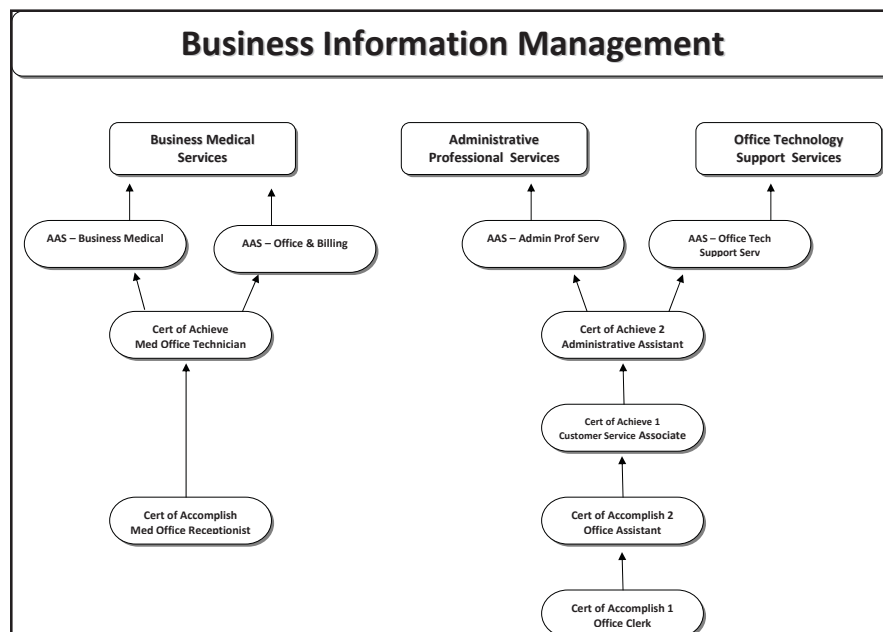 Business Information Management
Business Medical
Services
Administrative
Professional Services
Office Technology
Support Services
AAS – Business Medical
AAS – Office & Billing
AAS – Admin Prof Serv
AAS – Office Tech
Support Serv
Cert of Achieve
Med Office Technician
Cert of Achieve 2
Administrative Assistant
Cert of Achieve 1
Customer Service Associate
Cert of Accomplish
Med Office Receptionist
Cert of Accomplish 2
Office Assistant
Cert of Accomplish 1
Office Clerk